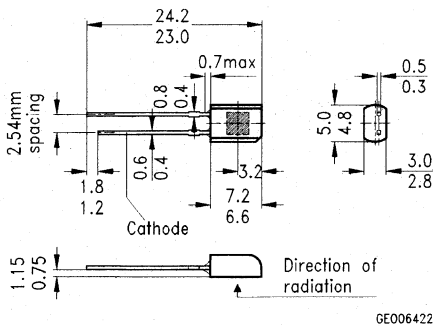 24.2
23.0
0.7max
0.8
0.4
0.5
0.3
2.54mm
spacing
5.0
4.8
0.6
0.4
3.2
3.0
2.8
1.8
1.2
7.2
6.6
Cathode
1.15
0.75
Direction of
radiation
GEO06422